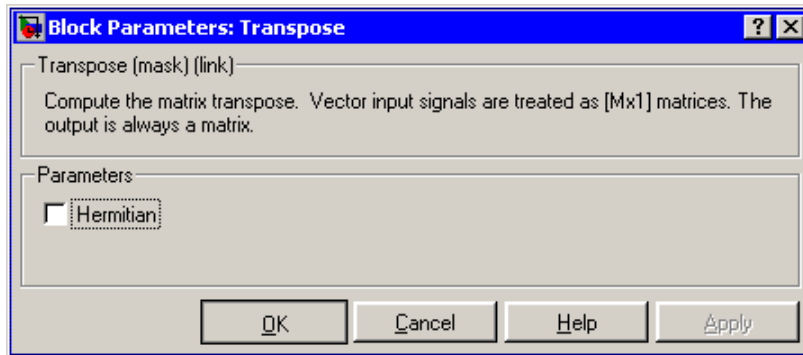 Block Parameters: Transpose
Transpose (mask) (link)
Compute the matrix transpose.  Vector input signals are treated as [Mx1] matrices. The
output is always a matrix.
Parameters
Hermitian
OK Cancel Help Apply